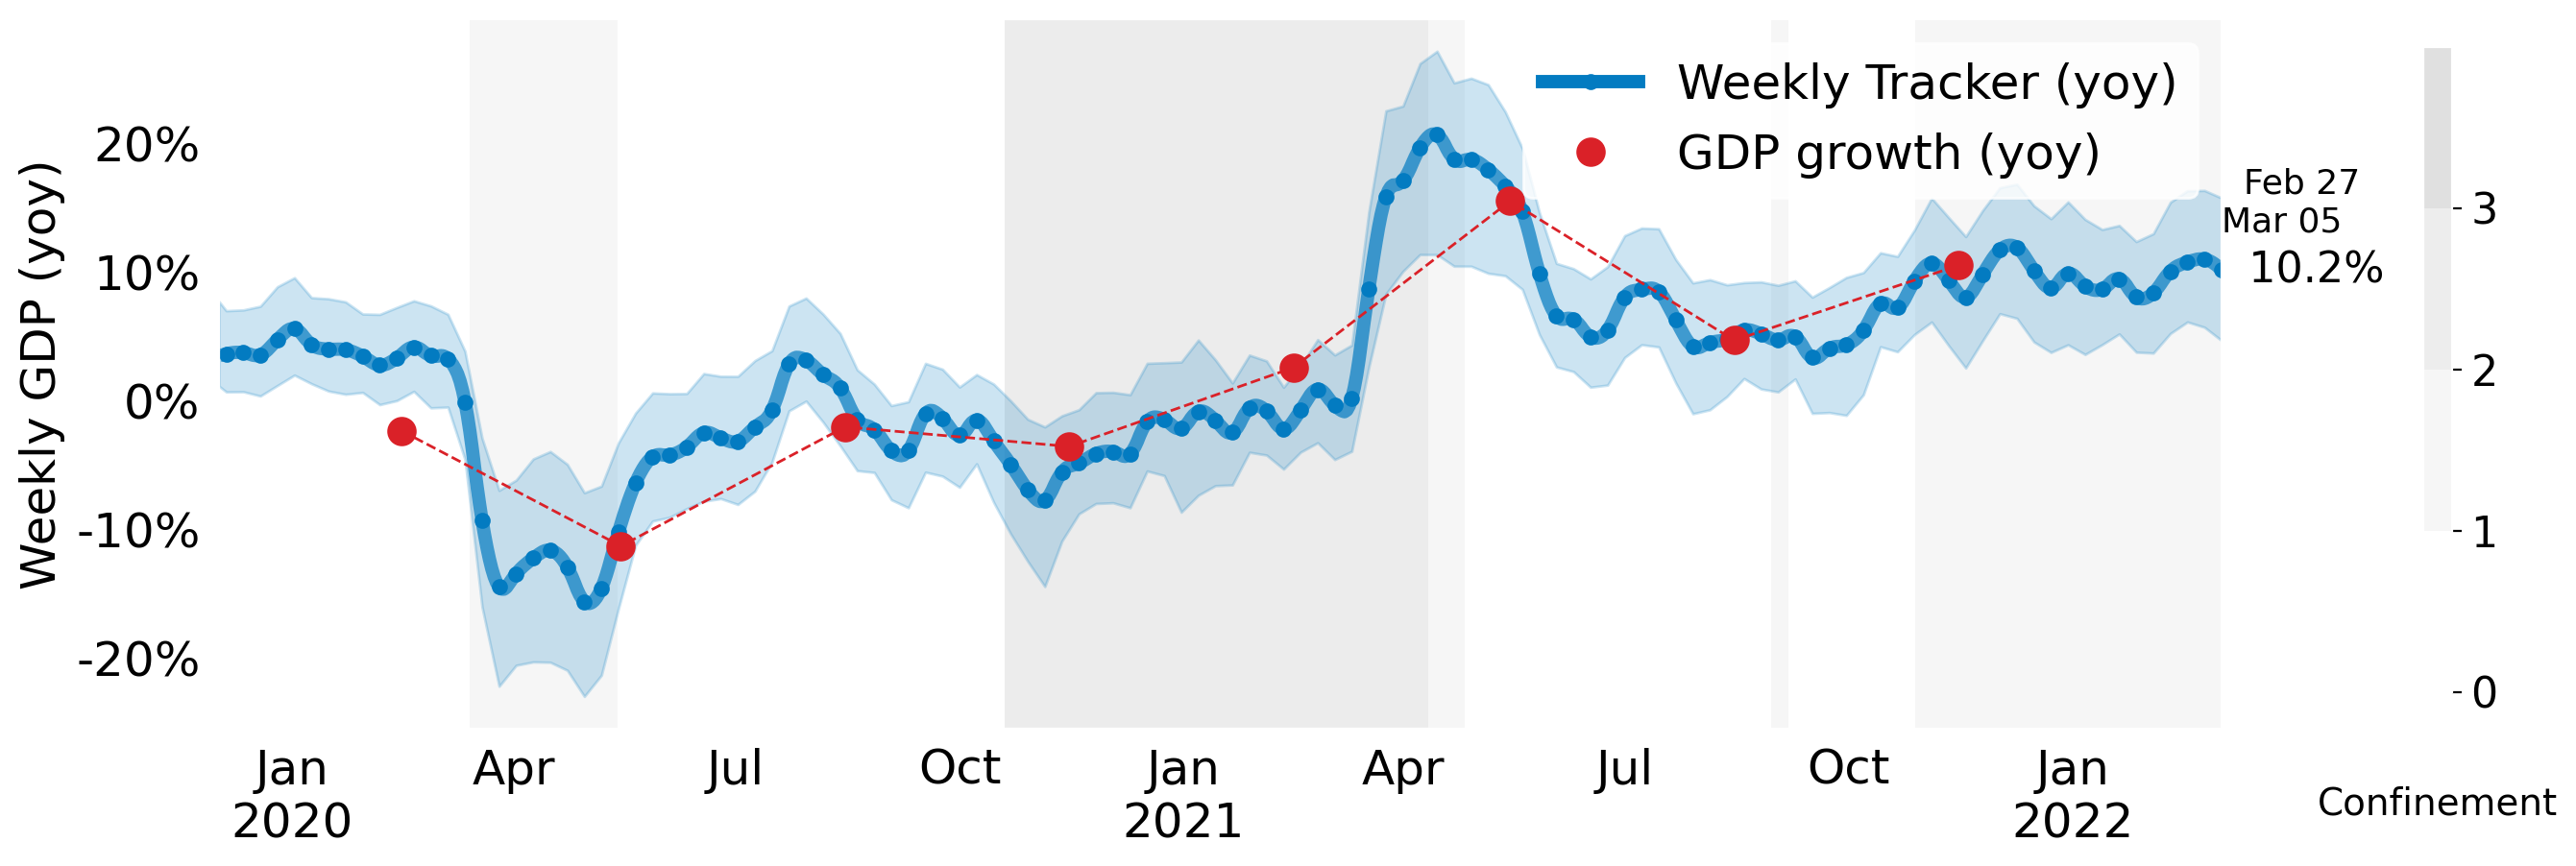 Weekly GDP (yoy)
20%
10%
0%
-10%
-20%
Weekly Tracker (yoy)
GDP growth (yoy)
Feb 27
Mar 05
10.2%
3
2
1
0
Jan Apr Jul Oct Jan Apr Jul Oct Jan
2020 2021 2022
Confinement